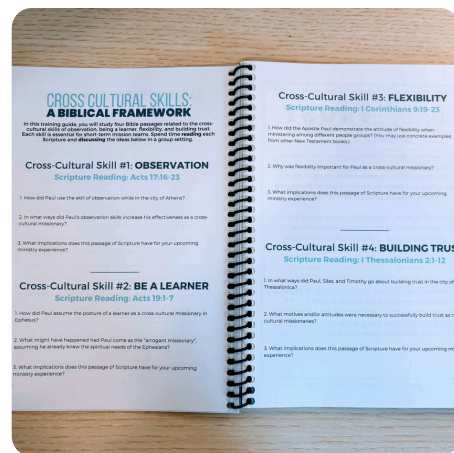 CROSS CULTURAL SKILLS:
A BIBLICAL FRAMEWORK
In this training guide, you will study four Bible passages related to the cross-
cultural skills of observation, being a learner, flexibility, and building trust.
Each skill is essential for short-term mission teams. Spend time reading each
Scripture and discussing the ideas below in a group setting.
Cross-Cultural Skill #1: OBSERVATION
Scripture Reading: Acts 17:16-23
1. How did Paul use the skill of observation while in the city of Athens?
2. In what ways did Paul's observation skills increase his effectiveness as a cross-
cultural missionary?
3. What implications does this passage of Scripture have for your upcoming
ministry experience?
Cross-Cultural Skill #2: BE A LEARNER
Scripture Reading: Acts 19:1-7
1. How did Paul assume the posture of a learner as a cross-cultural missionary in
Ephesus?
2. What might have happened had Paul come as the "arrogant missionary",
assuming he already knew the spiritual needs of the Ephesians?
3. What implications does this passage of Scripture have for your upcoming
ministry experience?
Cross-Cultural Skill #3: FLEXIBILITY
Scripture Reading: I Corinthians 9:19-23
1. How did the Apostle Paul demonstrate the attitude of flexibility when
ministering among different people groups? (You may use concrete examples
from other New Testament books.)
2. Why was flexibility important for Paul as a cross-cultural missionary?
3. What implications does this passage of Scripture have for your upcoming
ministry experience?
Cross-Cultural Skill #4: BUILDING TRUS
Scripture Reading: I Thessalonians 2:1-12
1. In what ways did Paul, Silas, and Timothy go about building trust in the city of
Thessalonica?
2. What motives and/or attitudes were necessary to successfully build trust as c
cultural missionaries?
3. What implications does this passage of Scripture have for your upcoming m
experience?